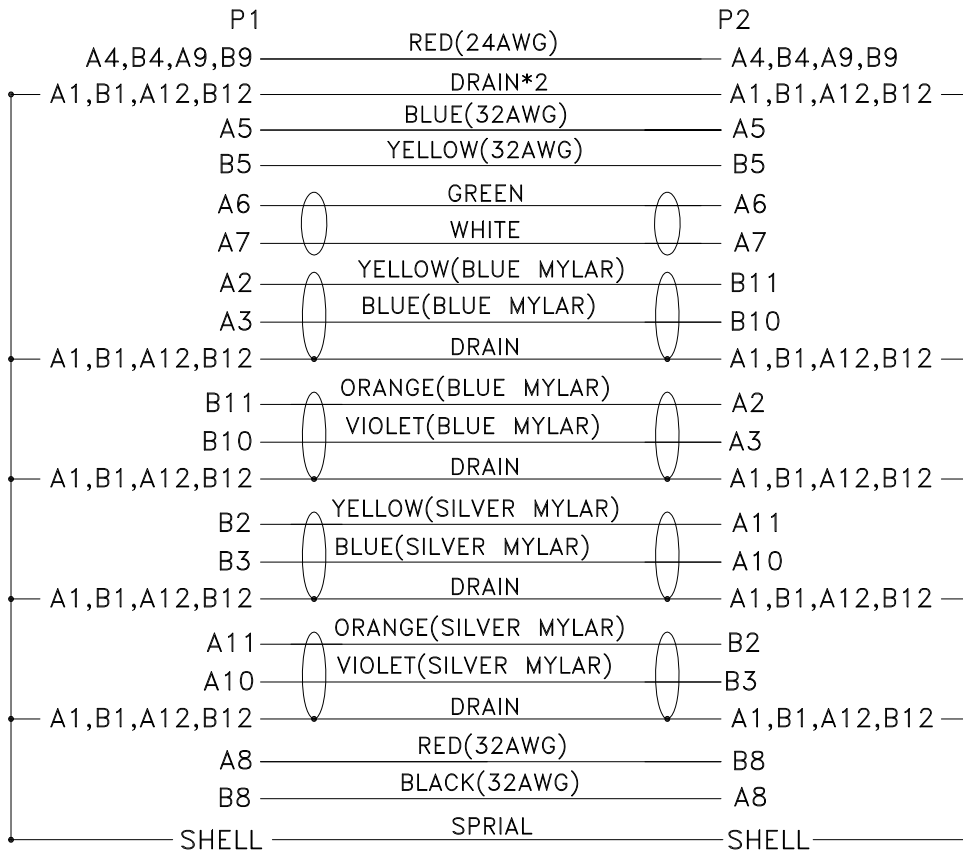 P1 P2
A4,B4,A9,B9 RED(24AWG) A4,B4,A9,B9
A1,B1,A12,B12 DRAIN*2 A1,B1,A12,B12
A5 BLUE(32AWG) A5
B5 YELLOW(32AWG) B5
A6 GREEN A6
A7 WHITE A7
A2 YELLOW(BLUE MYLAR) B11
A3 BLUE(BLUE MYLAR) B10
A1,B1,A12,B12 DRAIN A1,B1,A12,B12
B11 ORANGE(BLUE MYLAR) A2
B10 VIOLET(BLUE MYLAR) A3
A1,B1,A12,B12 DRAIN A1,B1,A12,B12
B2 YELLOW(SILVER MYLAR) A11
B3 BLUE(SILVER MYLAR) A10
A1,B1,A12,B12 DRAIN A1,B1,A12,B12
A11 ORANGE(SILVER MYLAR) B2
A10 VIOLET(SILVER MYLAR) B3
A1,B1,A12,B12 DRAIN A1,B1,A12,B12
A8 RED(32AWG) B8
B8 BLACK(32AWG) A8
SHELL SPRIAL SHELL